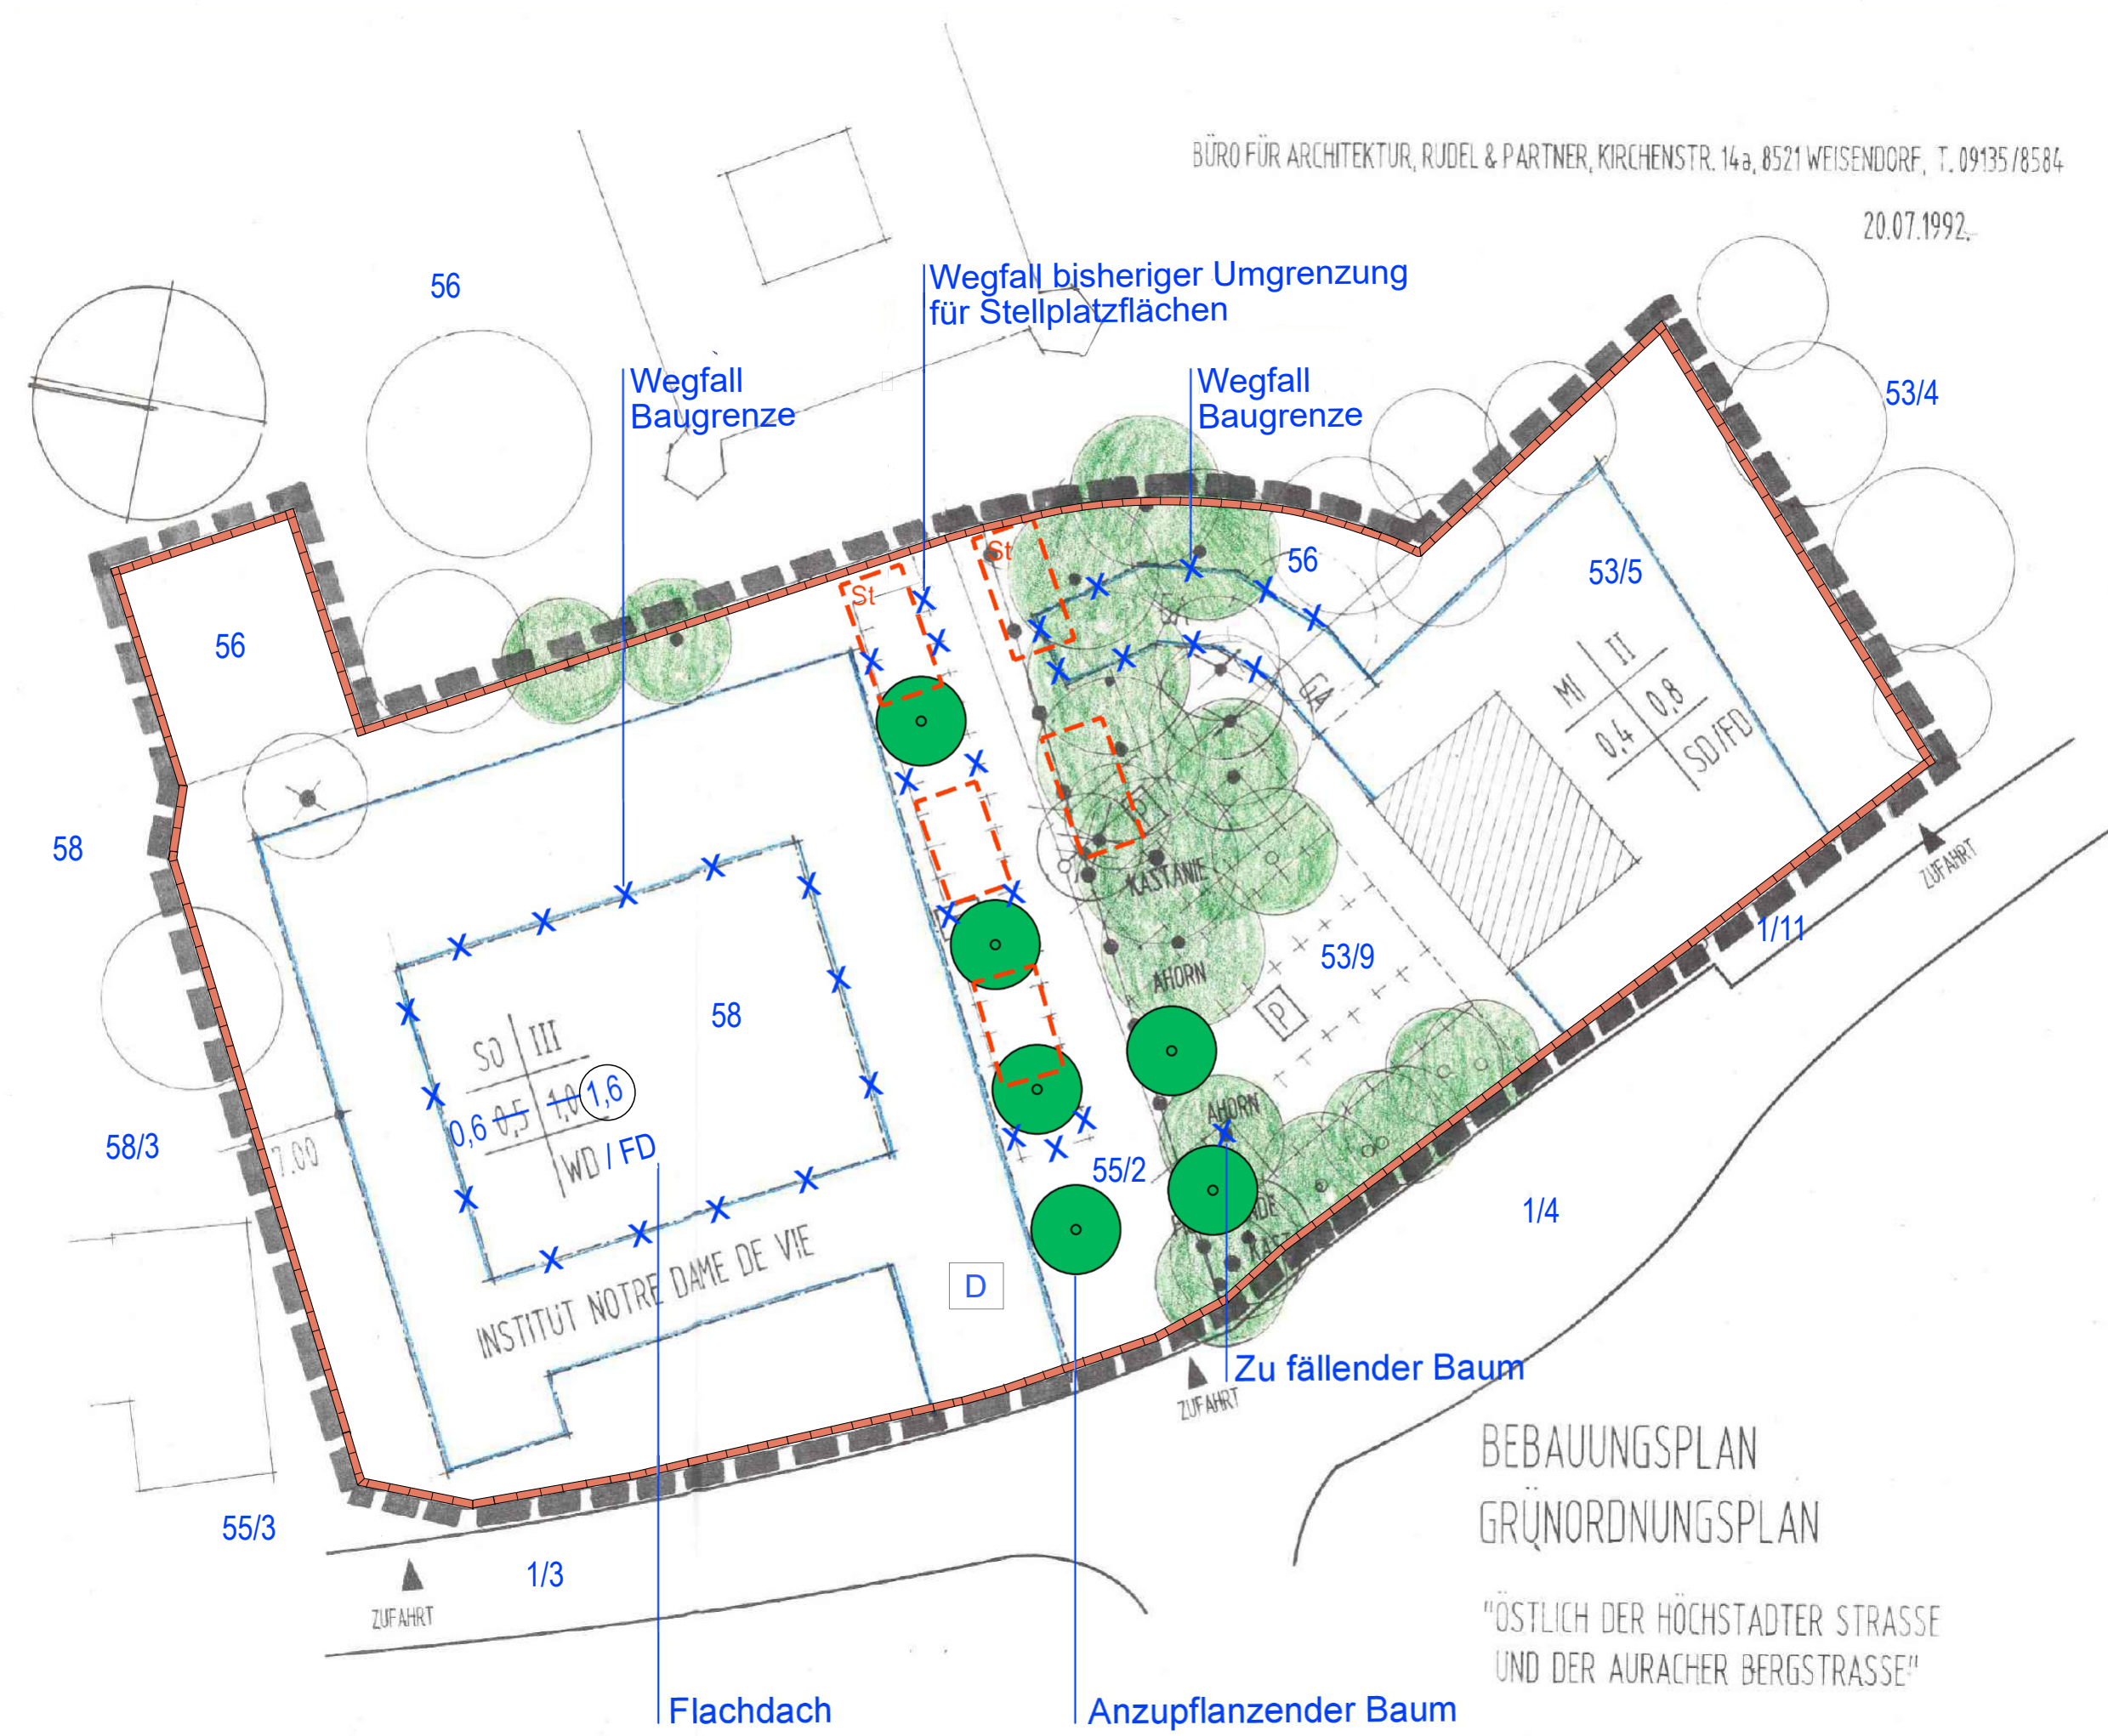 BÜRO FÜR ARCHITEKTUR, RUDEL & PARTNER, KIRCHENSTR. 14a, 8521 WEISENDORF, T. 09135/8584
20.07.1992.
56
Wegfall bisheriger Umgrenzung
für Stellplatzflächen
Wegfall
Baugrenze
Wegfall
Baugrenze
53/4
St
St
56
53/5
56
MI II
0,4 0,8
SD/FD
GA
58
P
KASTANIE
ZUFAHRT
1/11
53/9
AHORN
P
58
SO III
0,6 0,5 1,0 1,6
WD / FD
AHORN
58/3
7.00
55/2
1/4
INSTITUT NOTRE DAME DE VIE
D
Zu fällender Baum
ZUFAHRT
BEBAUUNGSPLAN
GRÜNORDNUNGSPLAN
55/3
1/3
ZUFAHRT
"ÖSTLICH DER HÖCHSTADTER STRASSE
UND DER AURACHER BERGSTRASSE"
Flachdach
Anzupflanzender Baum